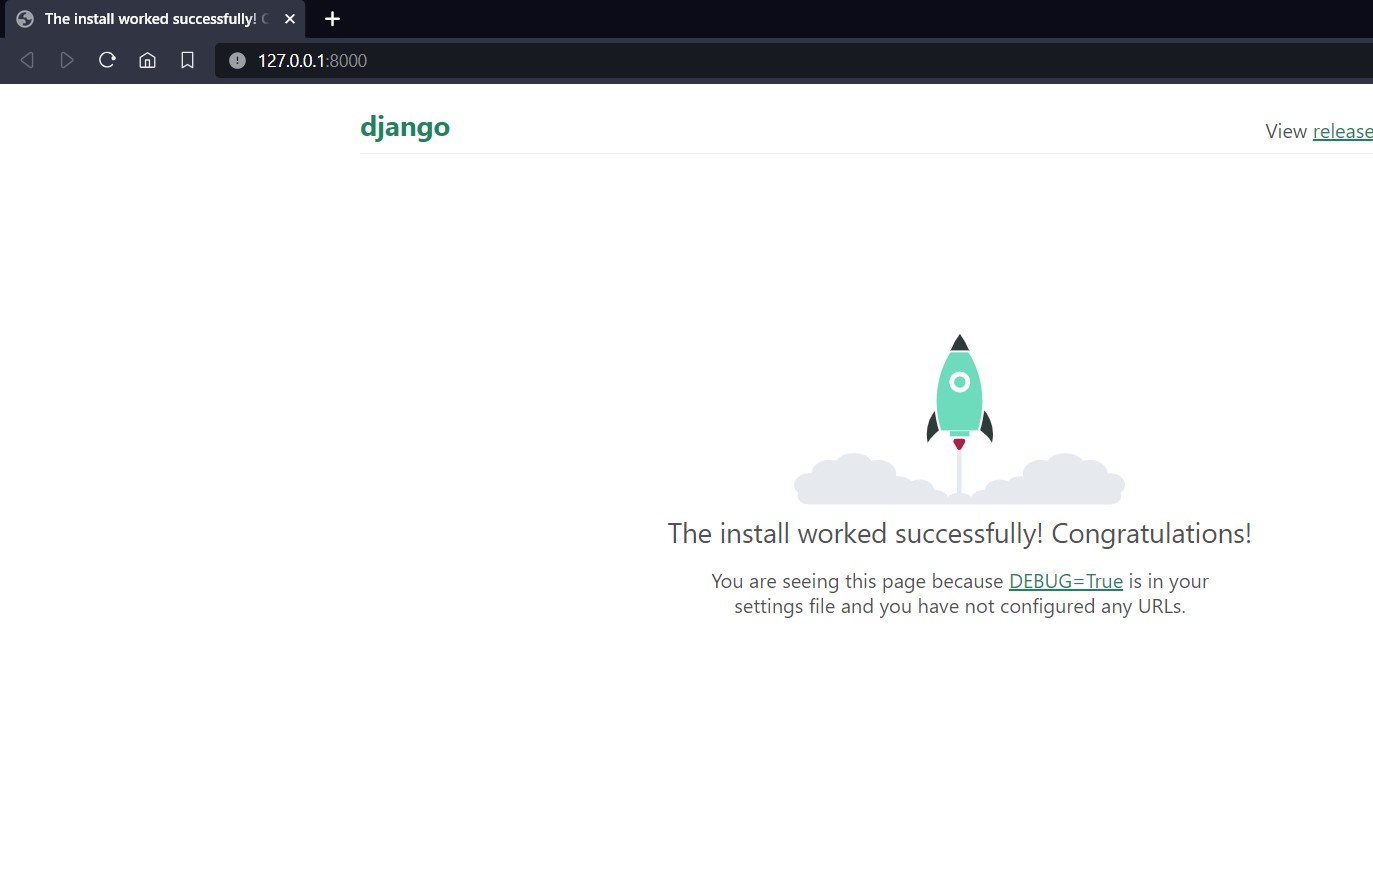 The install worked successfully! C
127.0.0.1:8000
django
View release
The install worked successfully! Congratulations!
You are seeing this page because DEBUG=True is in your
settings file and you have not configured any URLs.